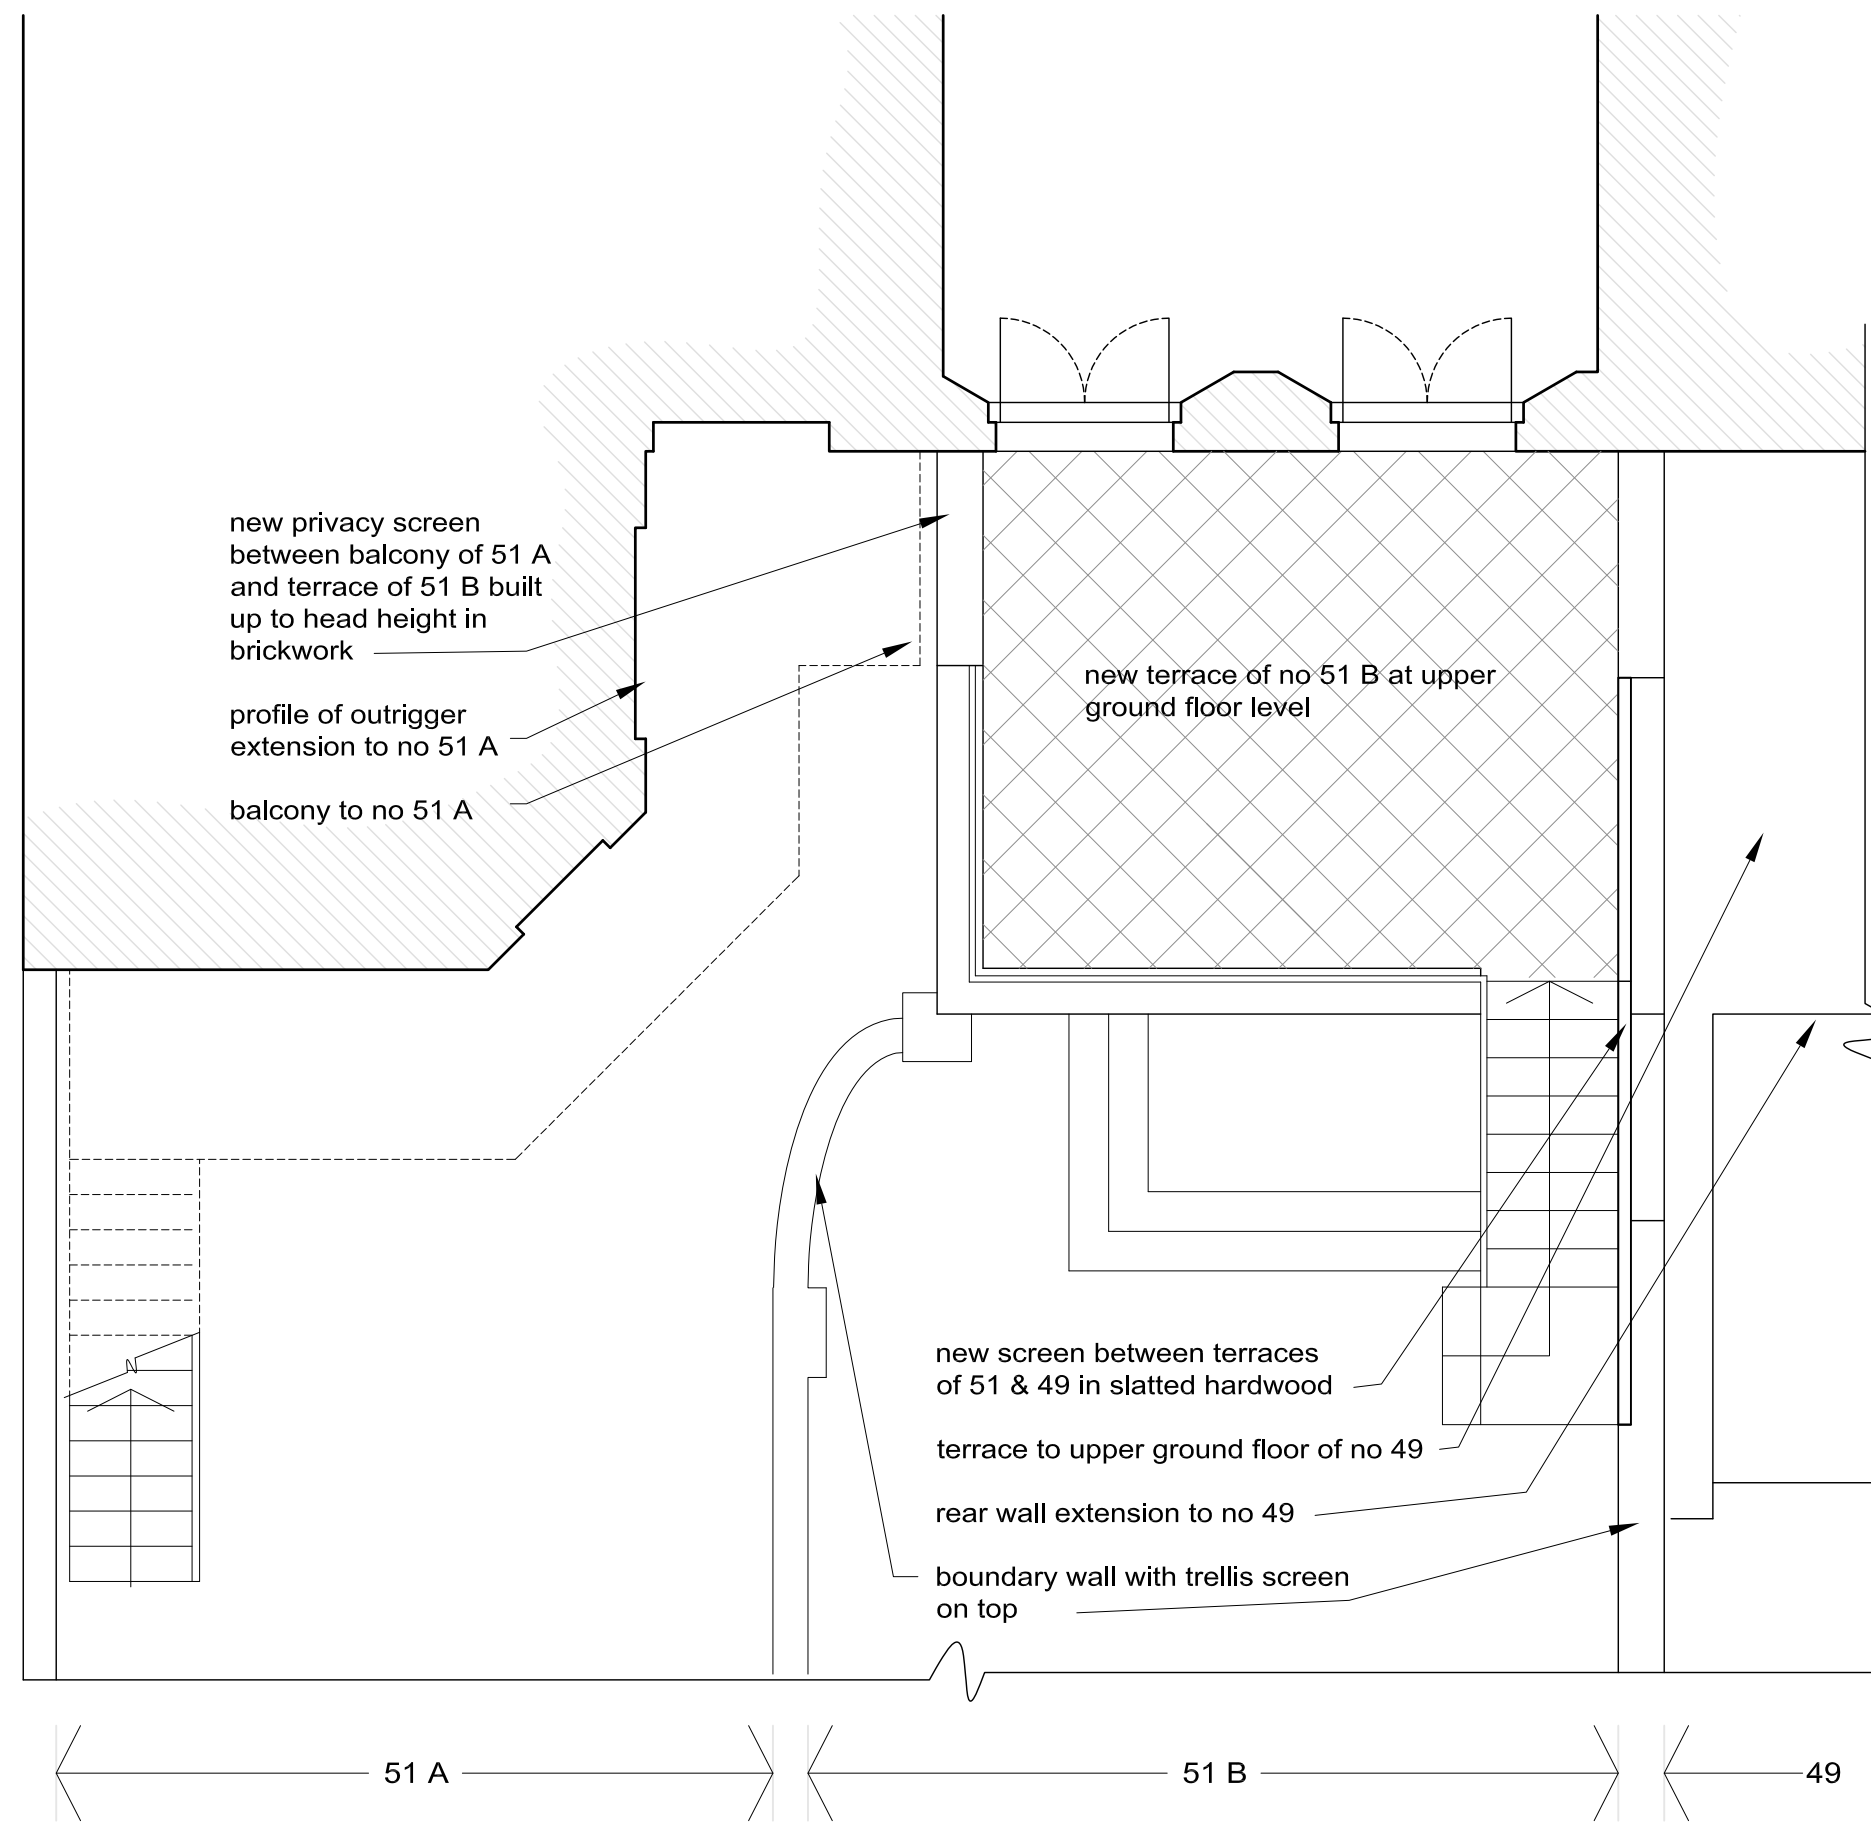 new privacy screen
between balcony of 51 A
and terrace of 51 B built
up to head height in
brickwork
profile of outrigger
extension to no 51 A
balcony to no 51 A
new terrace of no 51 B at upper
ground floor level
new screen between terraces
of 51 & 49 in slatted hardwood
terrace to upper ground floor of no 49
rear wall extension to no 49
boundary wall with trellis screen
on top
51 A
51 B
49